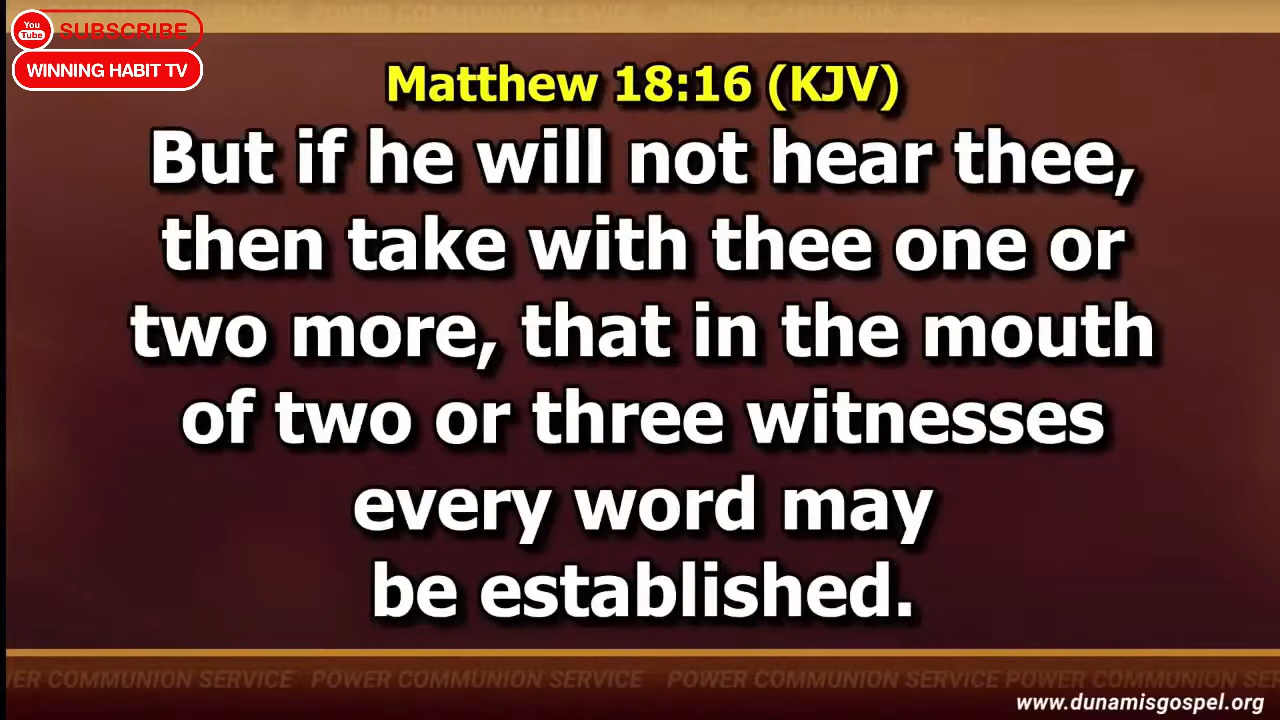 You
Tube
SUBSCRIBE
WINNING HABIT TV
Matthew 18:16 (KJV)
But if he will not hear thee,
then take with thee one or
two more, that in the mouth
of two or three witnesses
every word may
be established.
ER COMMUNION SERVICE POWER COMMUNION SERVICE POWER COMMUNION SERVICE POWER COMMUNION SER
www.dunamisgospel.org